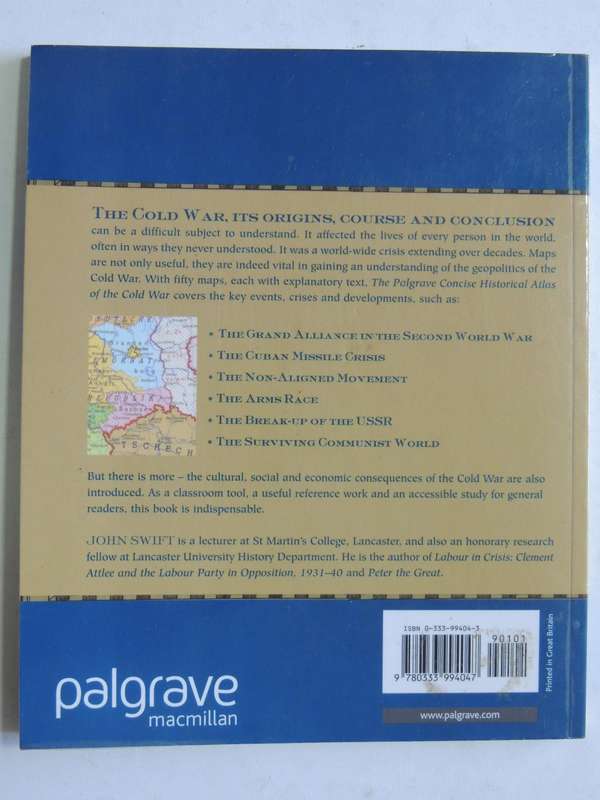 THE COLD WAR, ITS ORIGINS, COURSE AND CONCLUSION
can be a difficult subject to understand. It affected the lives of every person in the world,
often in ways they never understood. It was a world-wide crisis extending over decades. Maps
are not only useful, they are indeed vital in gaining an understanding of the geopolitics of the
Cold War. With fifty maps, each with explanatory text, The Palgrave Concise Historical Atlas
of the Cold War covers the key events, crises and developments, such as:
• THE GRAND ALLIANCE IN THE SECOND WORLD WAR
• THE CUBAN MISSILE CRISIS
• THE NON-ALIGNED MOVEMENT
• THE ARMS RACE
• THE BREAK-UP OF THE USSR
• THE SURVIVING COMMUNIST WORLD
TSCHECH
But there is more – the cultural, social and economic consequences of the Cold War are also
introduced. As a classroom tool, a useful reference work and an accessible study for general
readers, this book is indispensable.
JOHN SWIFT is a lecturer at St Martin's College, Lancaster, and also an honorary research
fellow at Lancaster University History Department. He is the author of Labour in Crisis: Clement
Attlee and the Labour Party in Opposition, 1931–40 and Peter the Great.
palgrave
macmillan
ISBN 0-333-99404-3
90101
9 780333 994047
www.palgrave.com
Printed in Great Britain